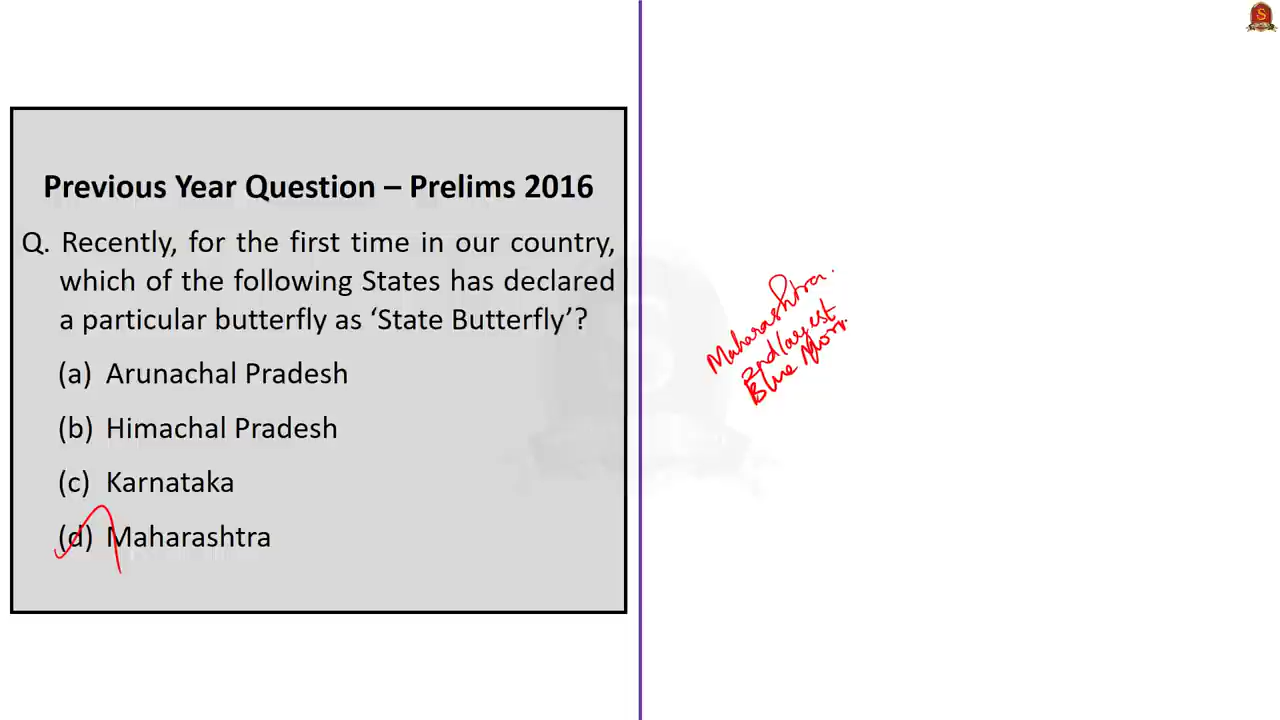 Previous Year Question – Prelims 2016
Q. Recently, for the first time in our country,
which of the following States has declared
a particular butterfly as ‘State Butterfly’?
(a) Arunachal Pradesh
(b) Himachal Pradesh
(c) Karnataka
(d) Maharashtra
Maharashtra.
2nd largest
Blue Mor.